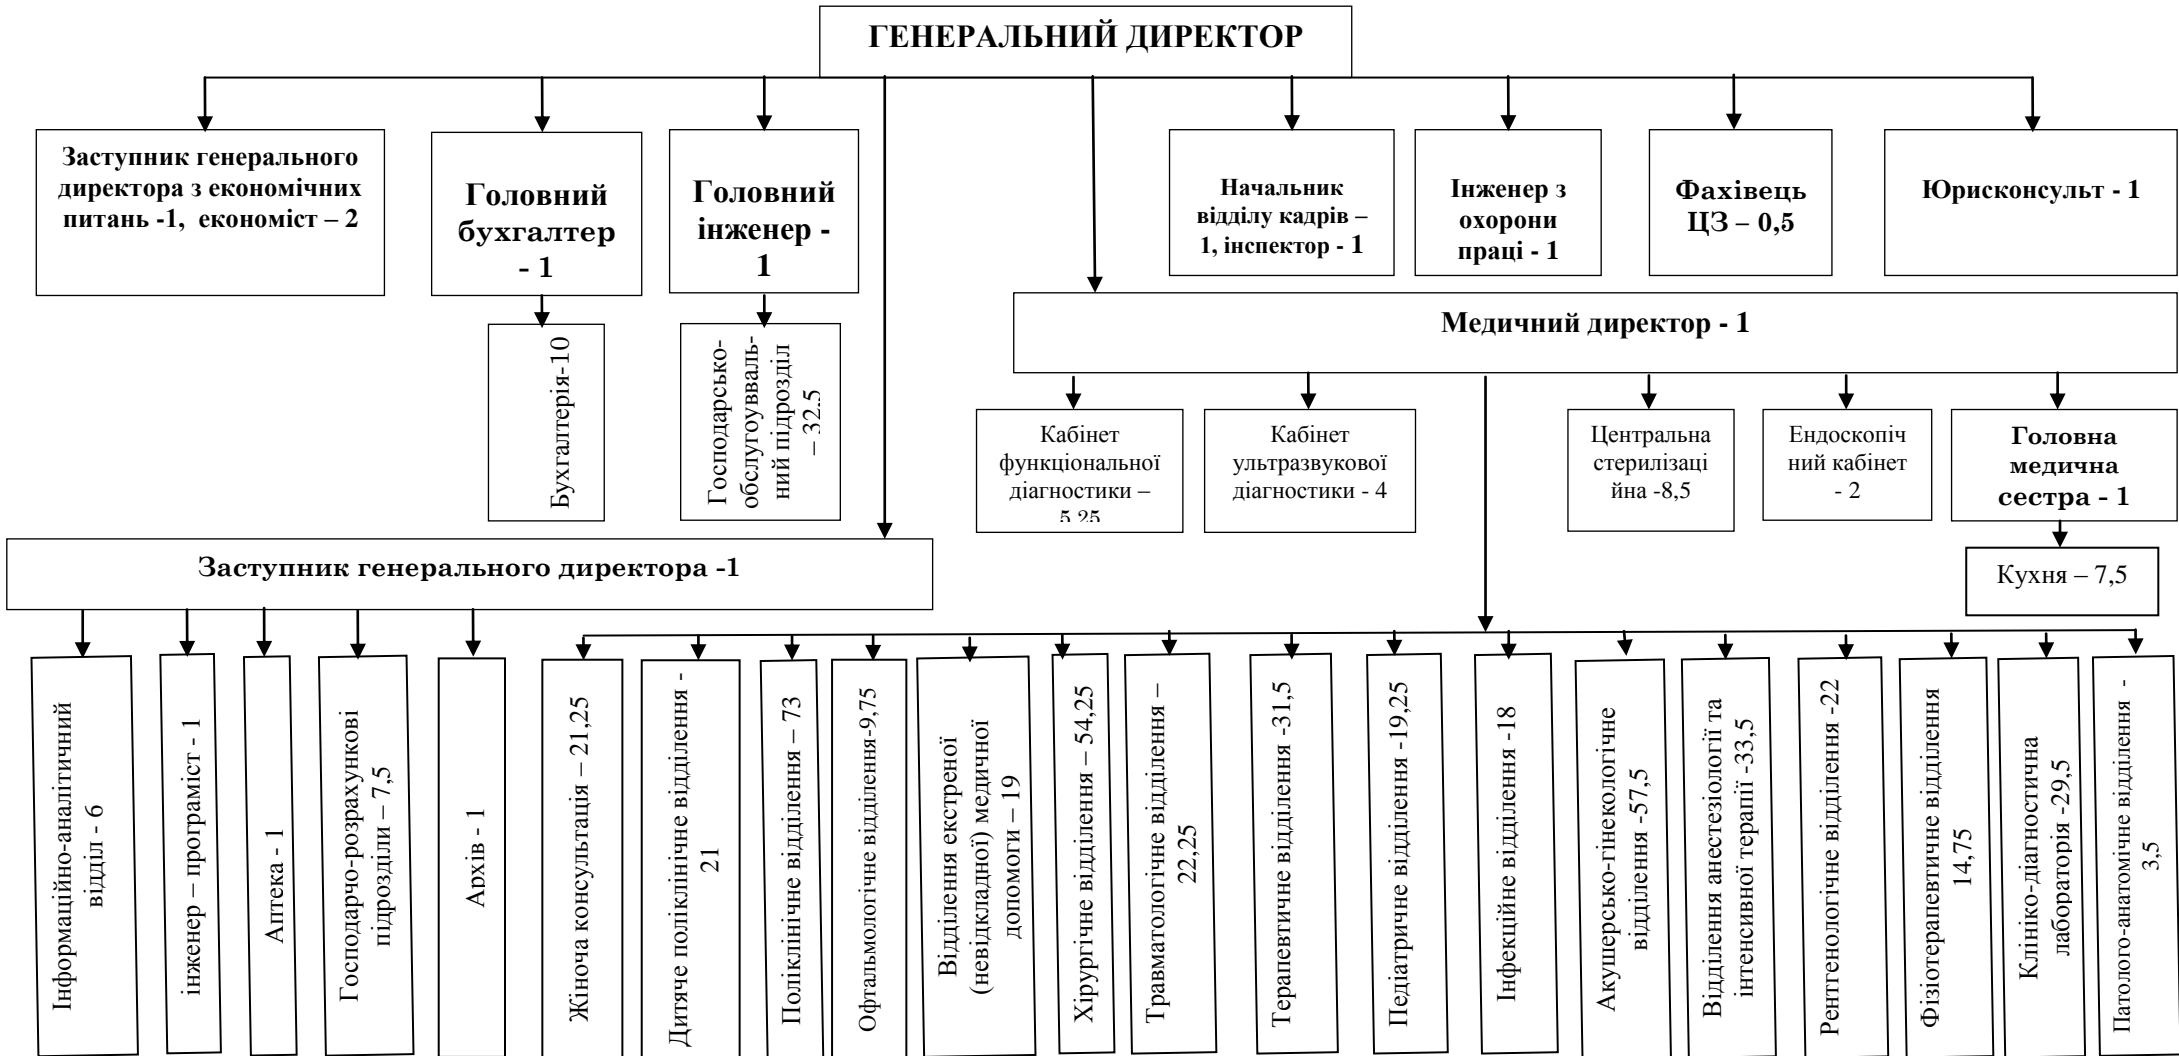 ГЕНЕРАЛЬНИЙ ДИРЕКТОР
Заступник генерального
директора з економічних
питань -1, економіст – 2
Головний
бухгалтер
- 1
Головний
інженер -
1
Начальник
відділу кадрів –
1, інспектор - 1
Інженер з
охорони
праці - 1
Фахівець
ЦЗ – 0,5
Юрисконсульт - 1
Бухгалтерія-10
Господарсько-
обслугоуваль-
ний підрозділ
– 32.5
Медичний директор - 1
Кабінет
функціональної
діагностики –
5,25
Кабінет
ультразвукової
діагностики - 4
Центральна
стерилізаці
йна -8,5
Ендоскопіч
ний кабінет
- 2
Головна
медична
сестра - 1
Кухня – 7,5
Заступник генерального директора -1
Інформаційно-аналітичний
відділ - 6
інженер – програміст - 1
Аптека - 1
Господарчо-розрахункові
підрозділи – 7,5
Архів - 1
Жіноча консультація – 21,25
Дитяче поліклінічне відділення -
21
Поліклінічне відділення – 73
Офтальмологічне відділення-9,75
Відділення екстреної
(невідкладної) медичної
допомоги – 19
Хірургічне відділення – 54,25
Травматологічне відділення –
22,25
Терапевтичне відділення -31,5
Педіатричне відділення -19,25
Інфекційне відділення -18
Акушерсько-гінекологічне
відділення -57,5
Відділення анестезіології та
інтенсивної терапії -33,5
Рентгенологічне відділення -22
Фізіотерапевтичне відділення
14,75
Клініко-діагностична
лабораторія -29,5
Патолого-анатомічне відділення -
3,5